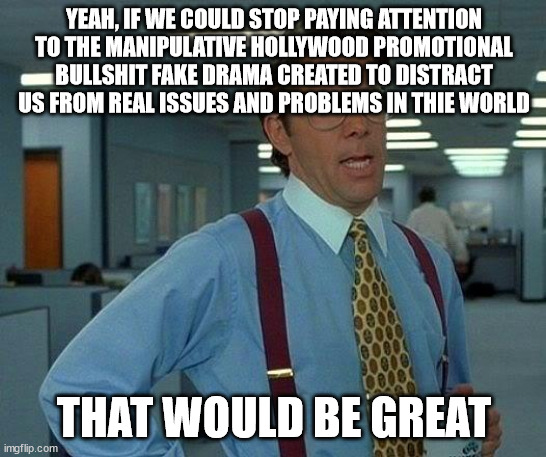 YEAH, IF WE COULD STOP PAYING ATTENTION
TO THE MANIPULATIVE HOLLYWOOD PROMOTIONAL
BULLSHIT FAKE DRAMA CREATED TO DISTRACT
US FROM REAL ISSUES AND PROBLEMS IN THIE WORLD
THAT WOULD BE GREAT
imgflip.com